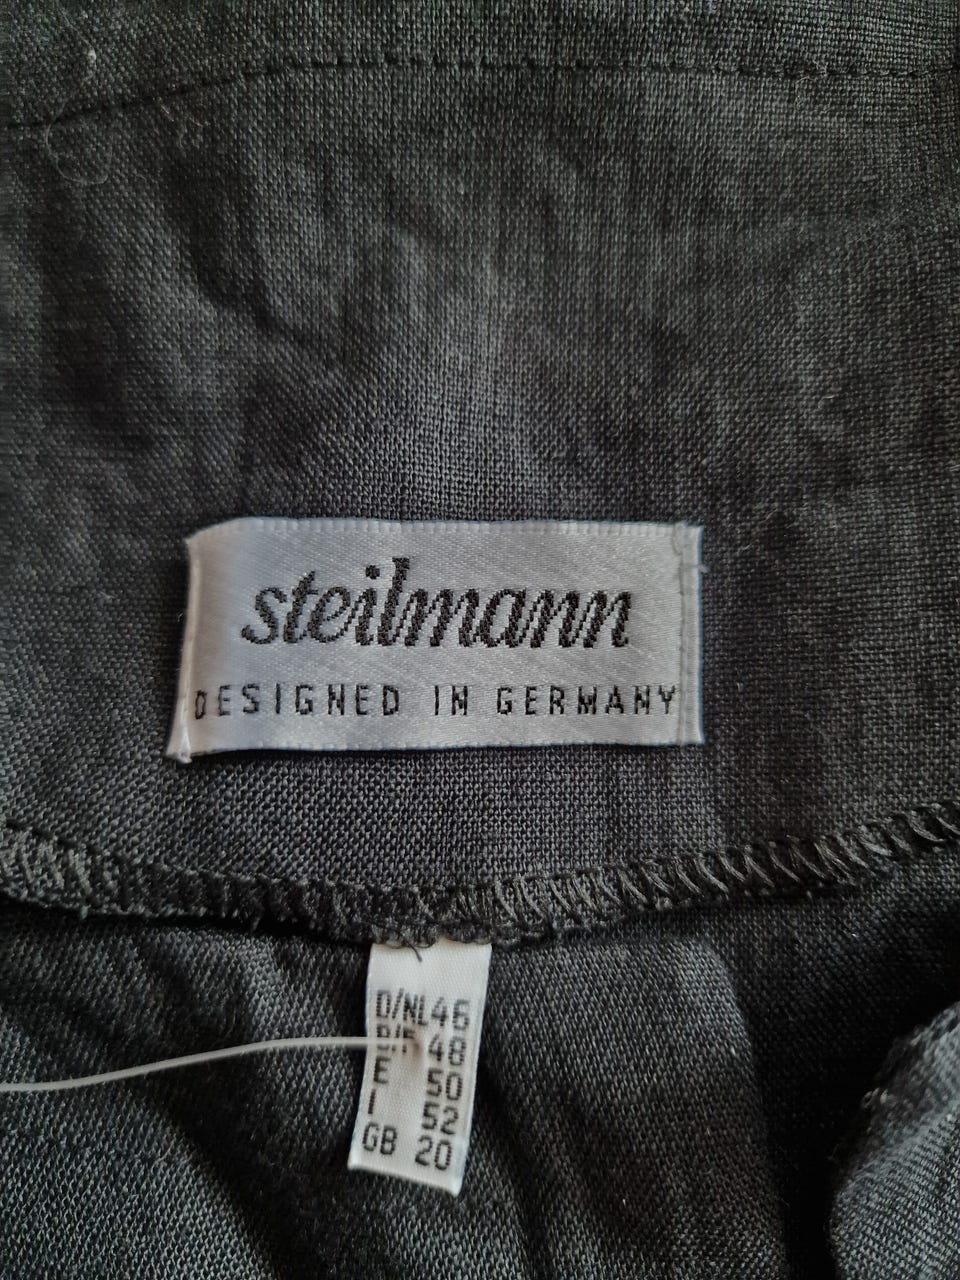 steilmann
DESIGNED IN GERMANY
D/NL 46
B/F 48
E 50
I 52
GB 20